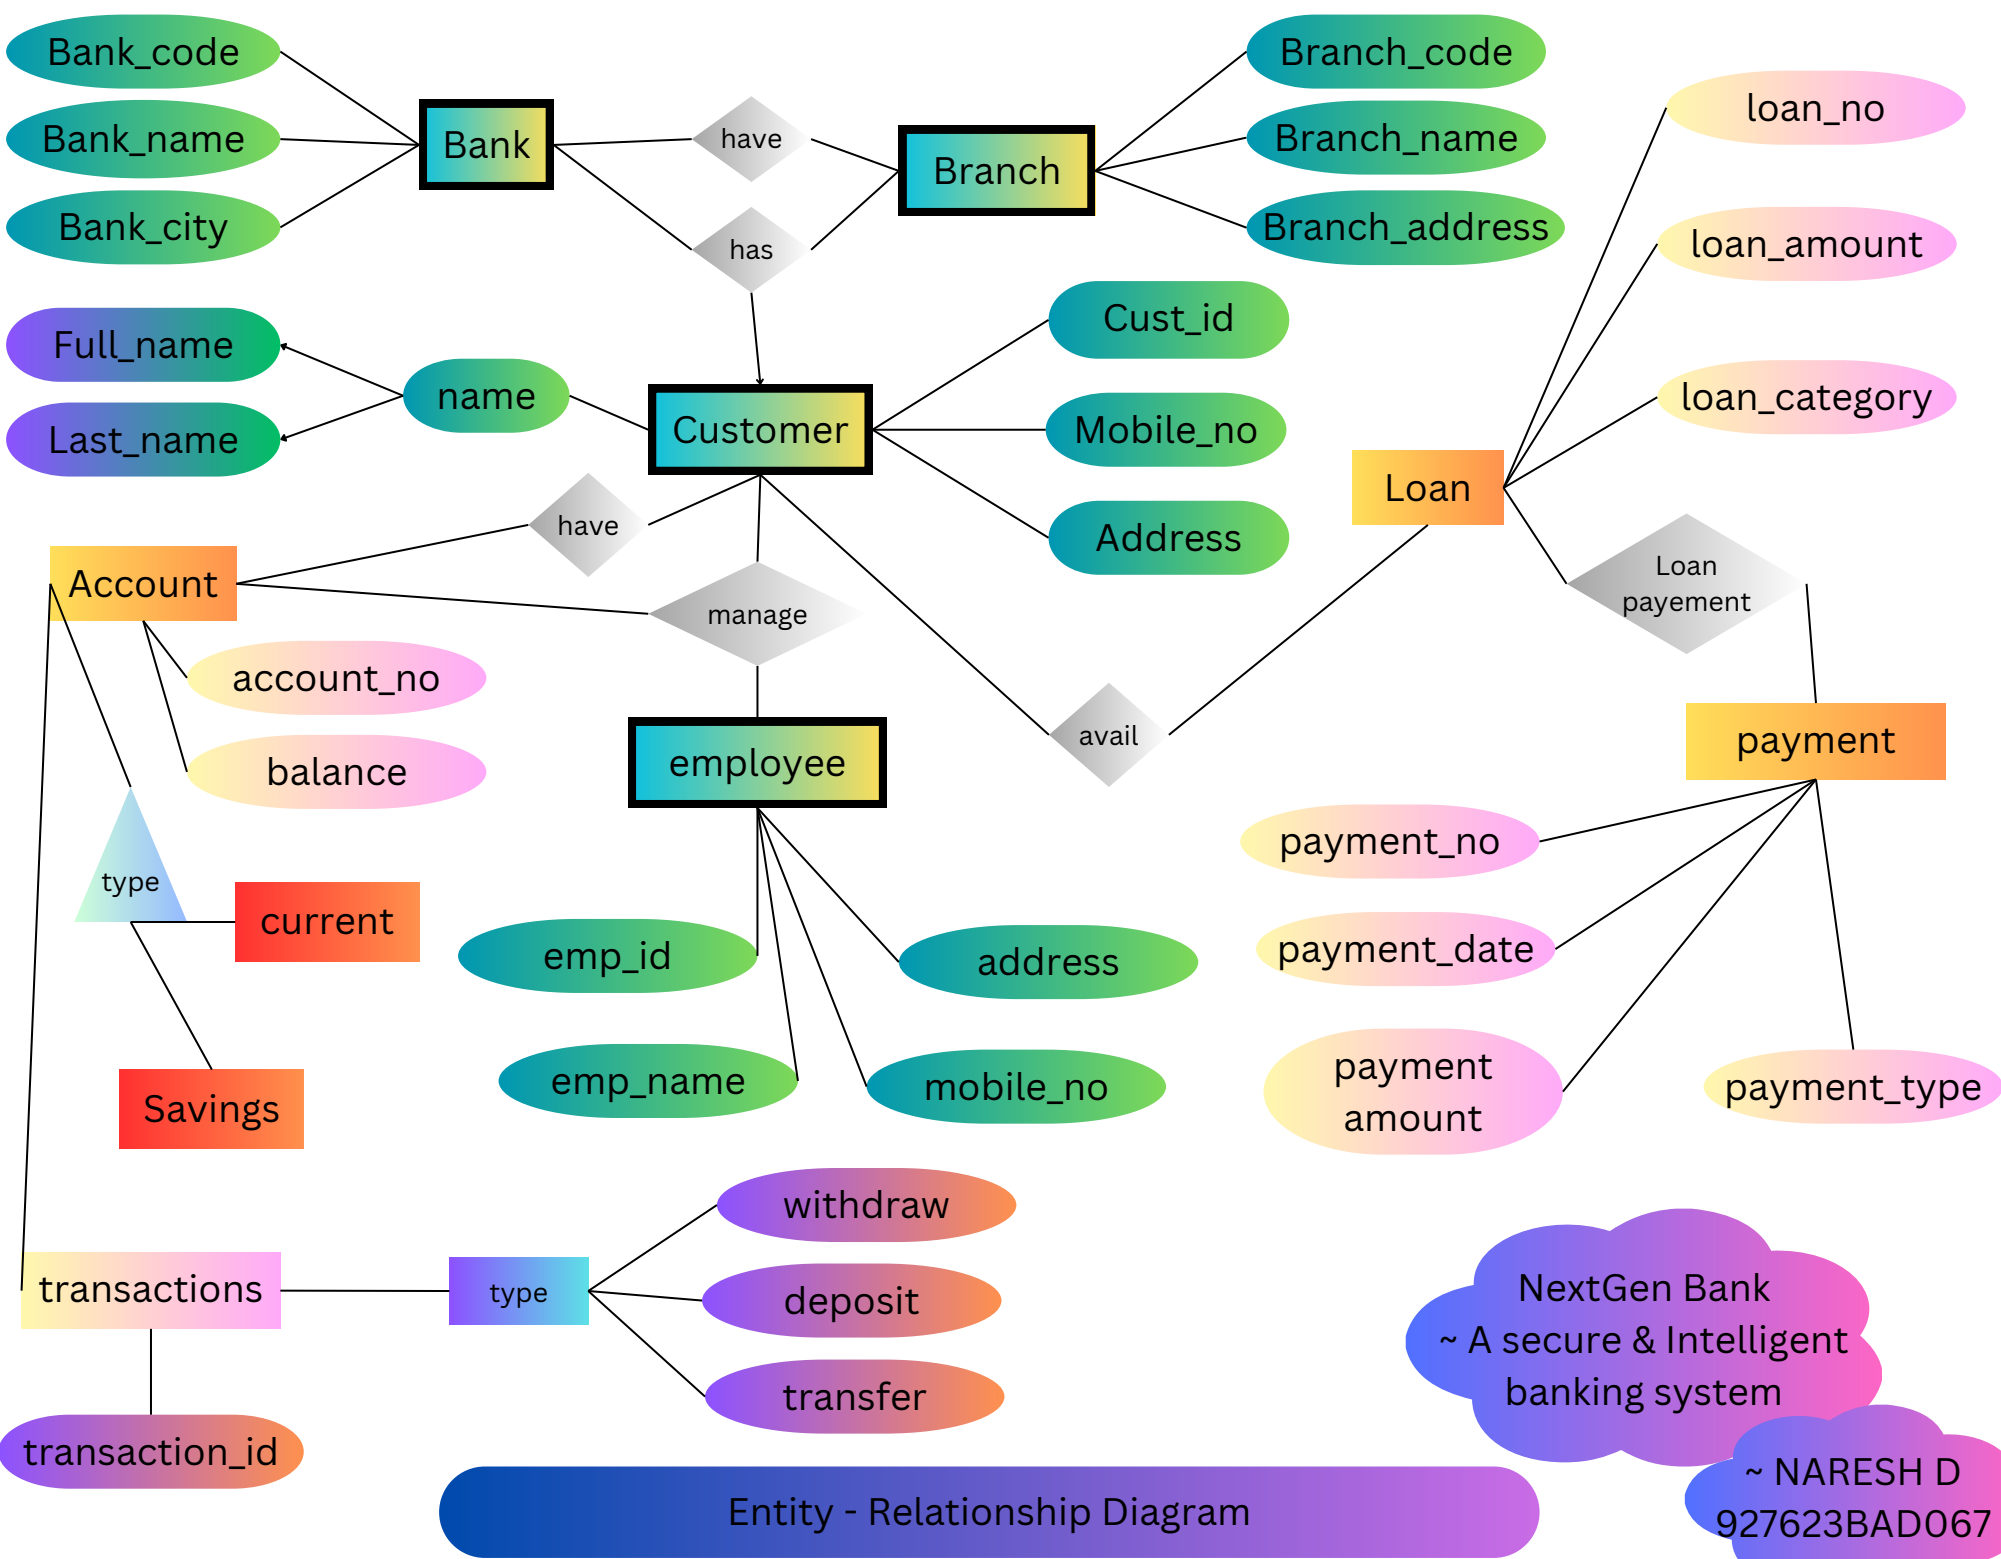 Bank_code
Bank_name
Bank_city
Bank
have
has
Branch
Branch_code
Branch_name
Branch_address
loan_no
loan_amount
loan_category
Full_name
Last_name
name
Customer
Cust_id
Mobile_no
Address
Loan
have
Account
manage
Loan
payement
account_no
balance
avail
employee
payment
type
current
Savings
emp_id
emp_name
address
mobile_no
payment_no
payment_date
payment
amount
payment_type
transactions
type
withdraw
deposit
transfer
transaction_id
NextGen Bank
~ A secure & Intelligent
banking system
~ NARESH D
927623BAD067
Entity - Relationship Diagram